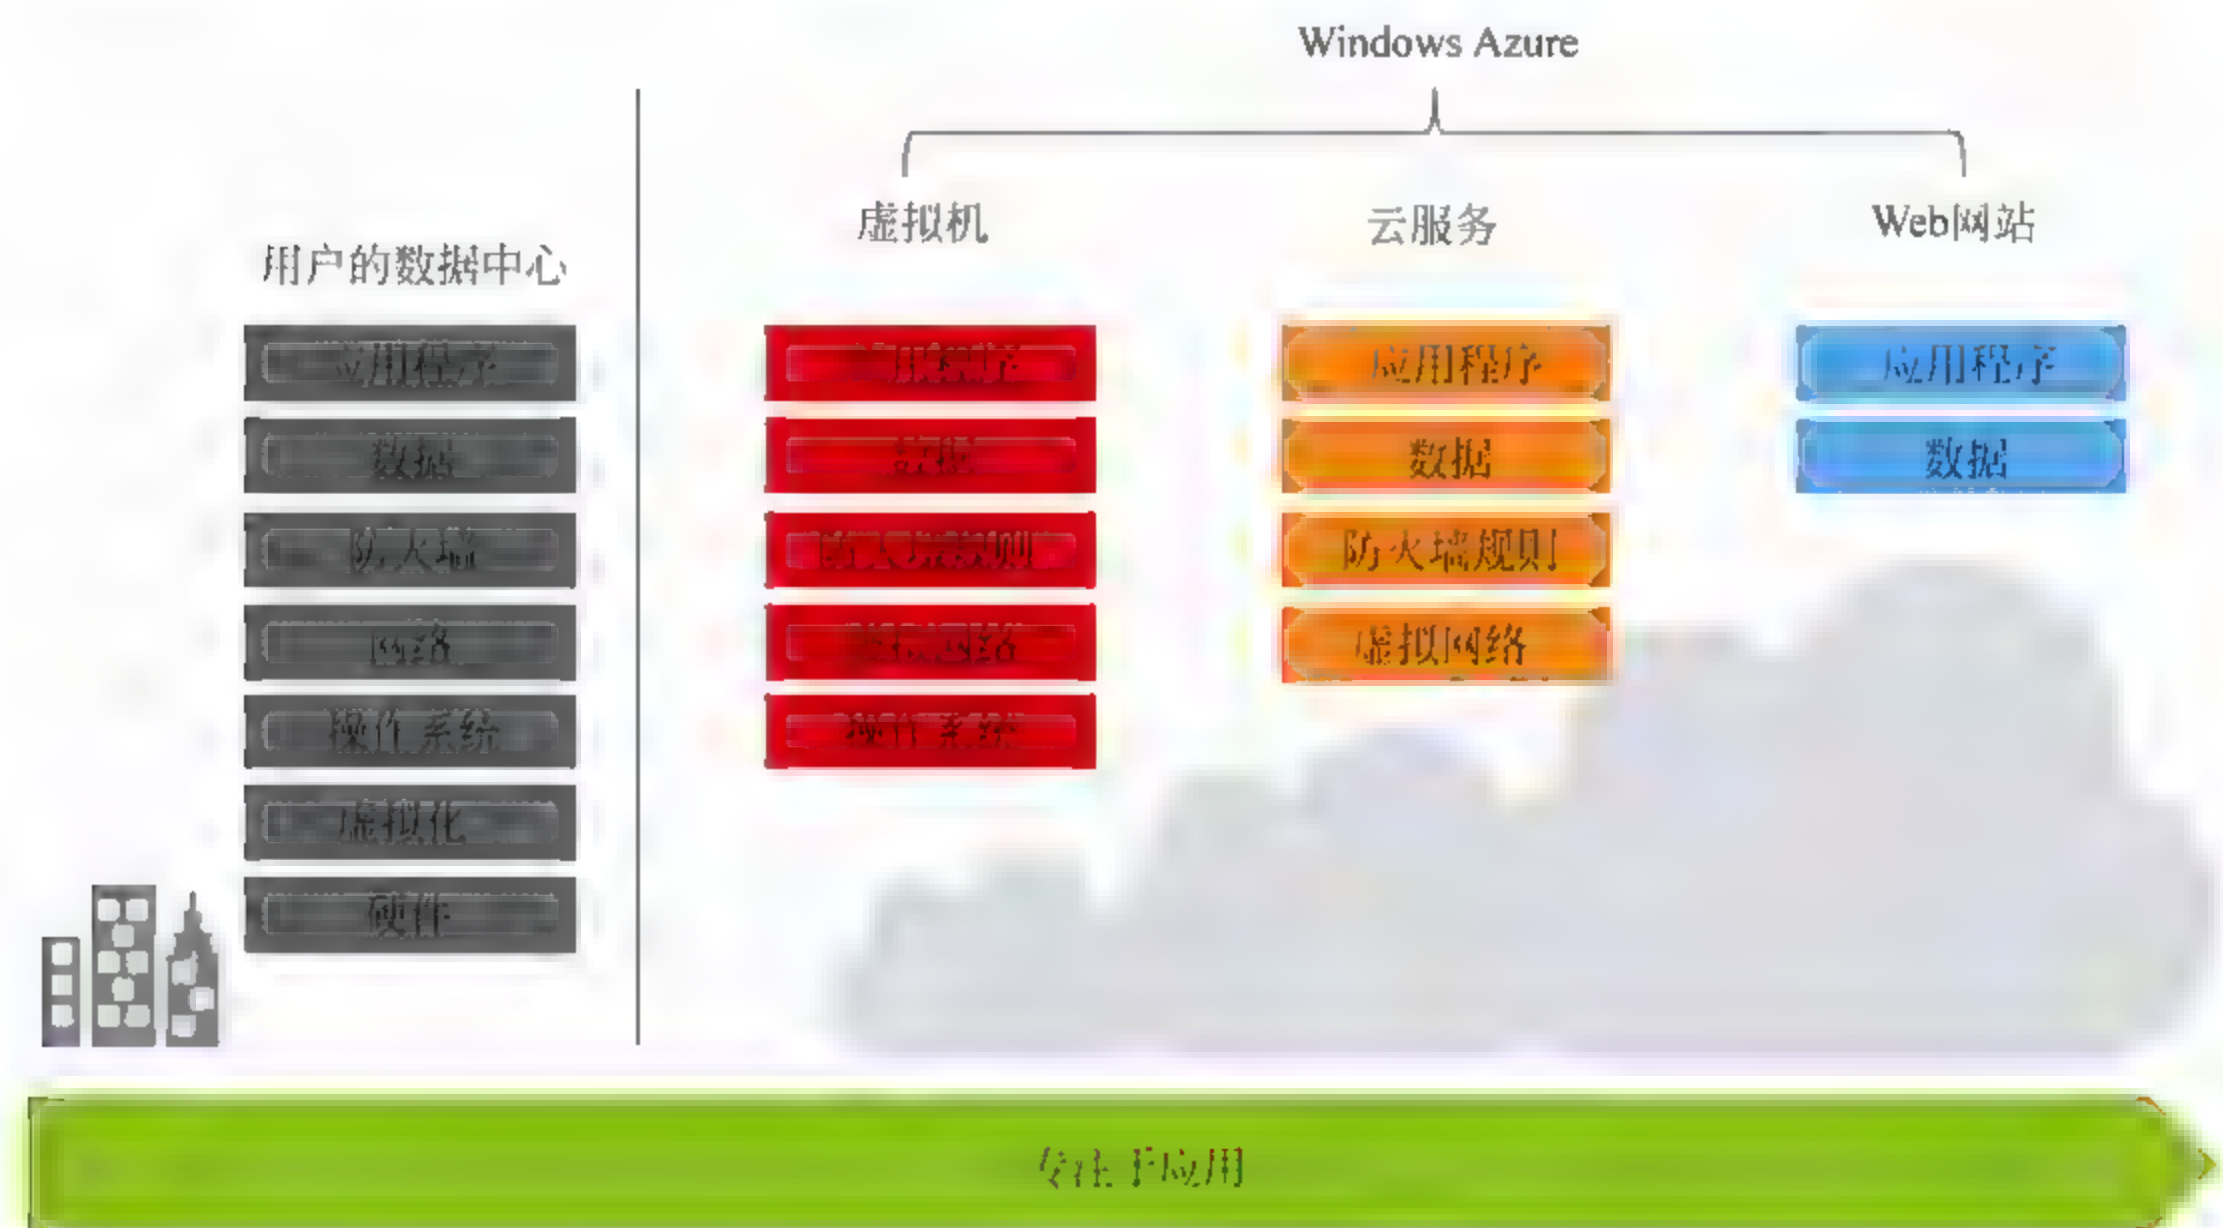 Windows Azure
用户的数据中心
虚拟机
云服务
Web网站
应用程序
数据
防火墙
网络
操作系统
虚拟化
硬件
应用程序
数据
防火墙规则
虚拟网络
操作系统
应用程序
数据
防火墙规则
虚拟网络
应用程序
数据
专注于应用